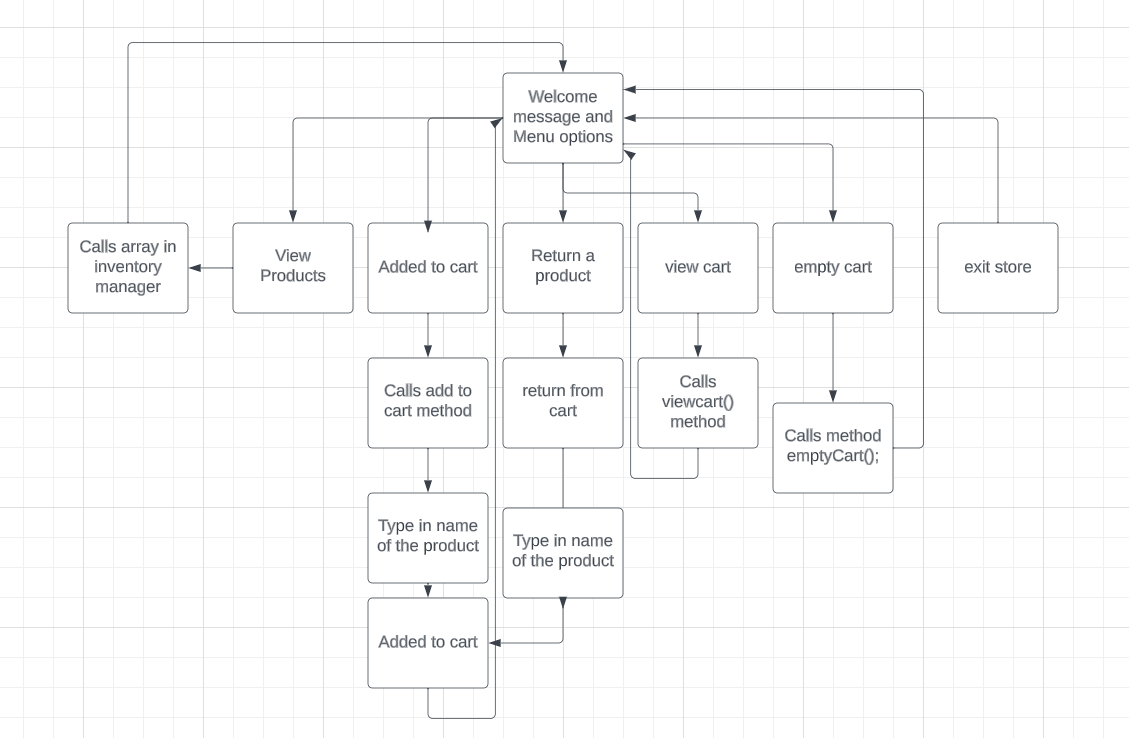 Welcome
message and
Menu options
Calls array in
inventory
manager
View
Products
Added to cart
Return a
product
view cart
empty cart
exit store
Calls add to
cart method
return from
cart
Calls
viewcart()
method
Calls method
emptyCart();
Type in name
of the product
Type in name
of the product
Added to cart